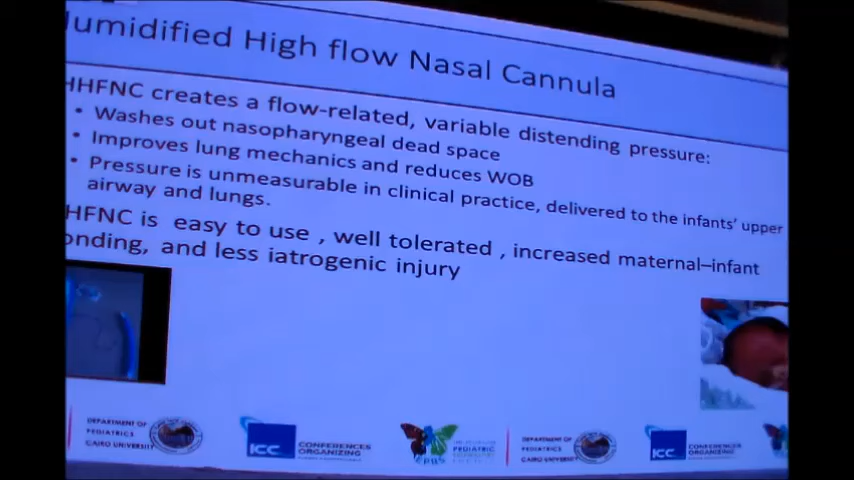 umidified High flow Nasal Cannula
HHFNC creates a flow-related, variable distending pressure:
• Washes out nasopharyngeal dead space
• Improves lung mechanics and reduces WOB
• Pressure is unmeasurable in clinical practice, delivered to the infants' upper
airway and lungs.
HFNC is easy to use , well tolerated , increased maternal–infant
onding, and less iatrogenic injury
DEPARTMENT OF
PEDIATRICS
CAIRO UNIVERSITY
ICC
CONFERENCES
ORGANIZING
PEDIATRIC
DEPARTMENT OF
PEDIATRICS
CAIRO UNIVERSITY
ICC
CONFERENCES
ORGANIZING